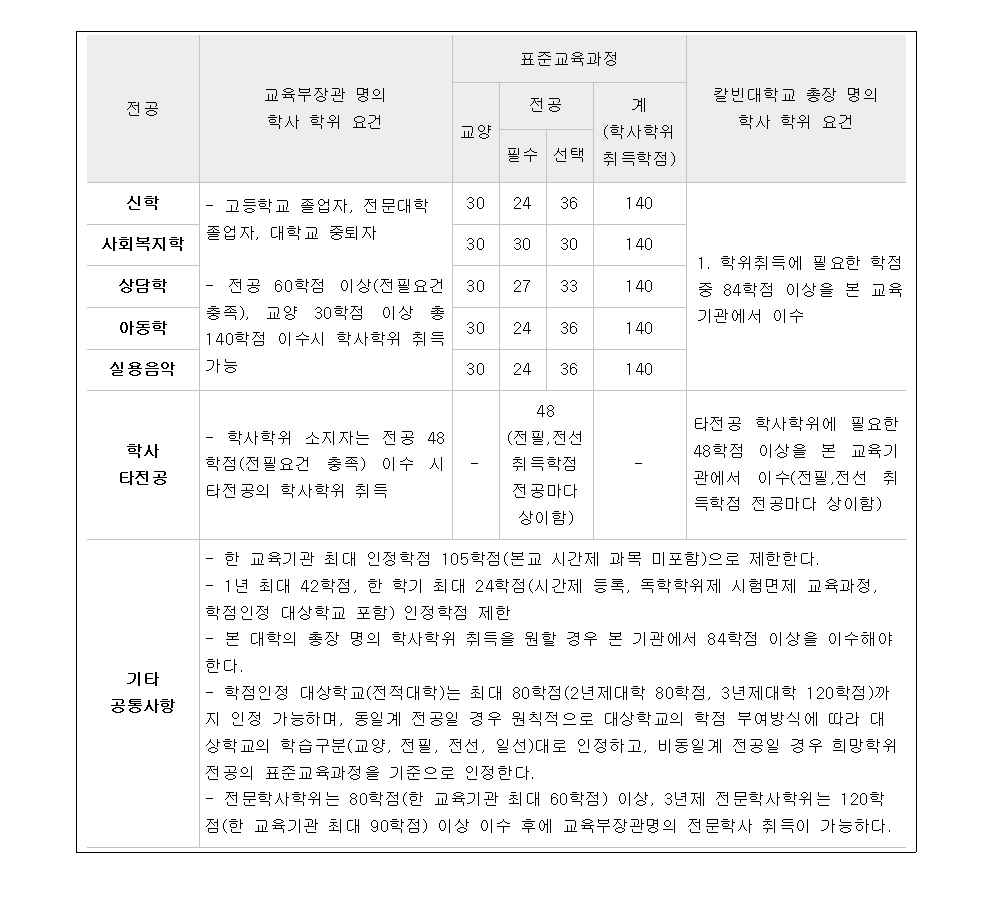 전공
교육부장관 명의
학사 학위 요건
표준교육과정
교양
전공
필수
선택
계
(학사학위
취득학점)
칼빈대학교 총장 명의
학사 학위 요건
신학
사회복지학
상담학
아동학
실용음악
- 고등학교 졸업자, 전문대학
졸업자, 대학교 중퇴자
- 전공 60학점 이상(전필요건
충족), 교양 30학점 이상 총
140학점 이수시 학사학위 취득
가능
30 24 36 140
30 30 30 140
30 27 33 140
30 24 36 140
30 24 36 140
1. 학위취득에 필요한 학점
중 84학점 이상을 본 교육
기관에서 이수
학사
타전공
- 학사학위 소지자는 전공 48
학점(전필요건 충족) 이수 시
타전공의 학사학위 취득
-
48
(전필,전선
취득학점
전공마다
상이함)
-
타전공 학사학위에 필요한
48학점 이상을 본 교육기
관에서 이수(전필,전선 취
득학점 전공마다 상이함)
기타
공통사항
- 한 교육기관 최대 인정학점 105학점(본교 시간제 과목 미포함)으로 제한한다.
- 1년 최대 42학점, 한 학기 최대 24학점(시간제 등록, 독학학위제 시험면제 교육과정,
학점인정 대상학교 포함) 인정학점 제한
- 본 대학의 총장 명의 학사학위 취득을 원할 경우 본 기관에서 84학점 이상을 이수해야
한다.
- 학점인정 대상학교(전적대학)는 최대 80학점(2년제대학 80학점, 3년제대학 120학점)까
지 인정 가능하며, 동일계 전공일 경우 원칙적으로 대상학교의 학점 부여방식에 따라 대
상학교의 학습구분(교양, 전필, 전선, 일선)대로 인정하고, 비동일계 전공일 경우 희망학위
전공의 표준교육과정을 기준으로 인정한다.
- 전문학사학위는 80학점(한 교육기관 최대 60학점) 이상, 3년제 전문학사학위는 120학
점(한 교육기관 최대 90학점) 이상 이수 후에 교육부장관명의 전문학사 취득이 가능하다.